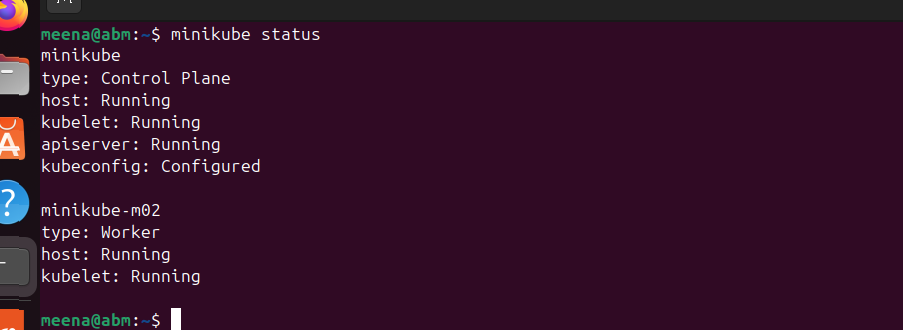 meena@abm:~$ minikube status
minikube
type: Control Plane
host: Running
kubelet: Running
apiserver: Running
kubeconfig: Configured

minikube-m02
type: Worker
host: Running
kubelet: Running

meena@abm:~$